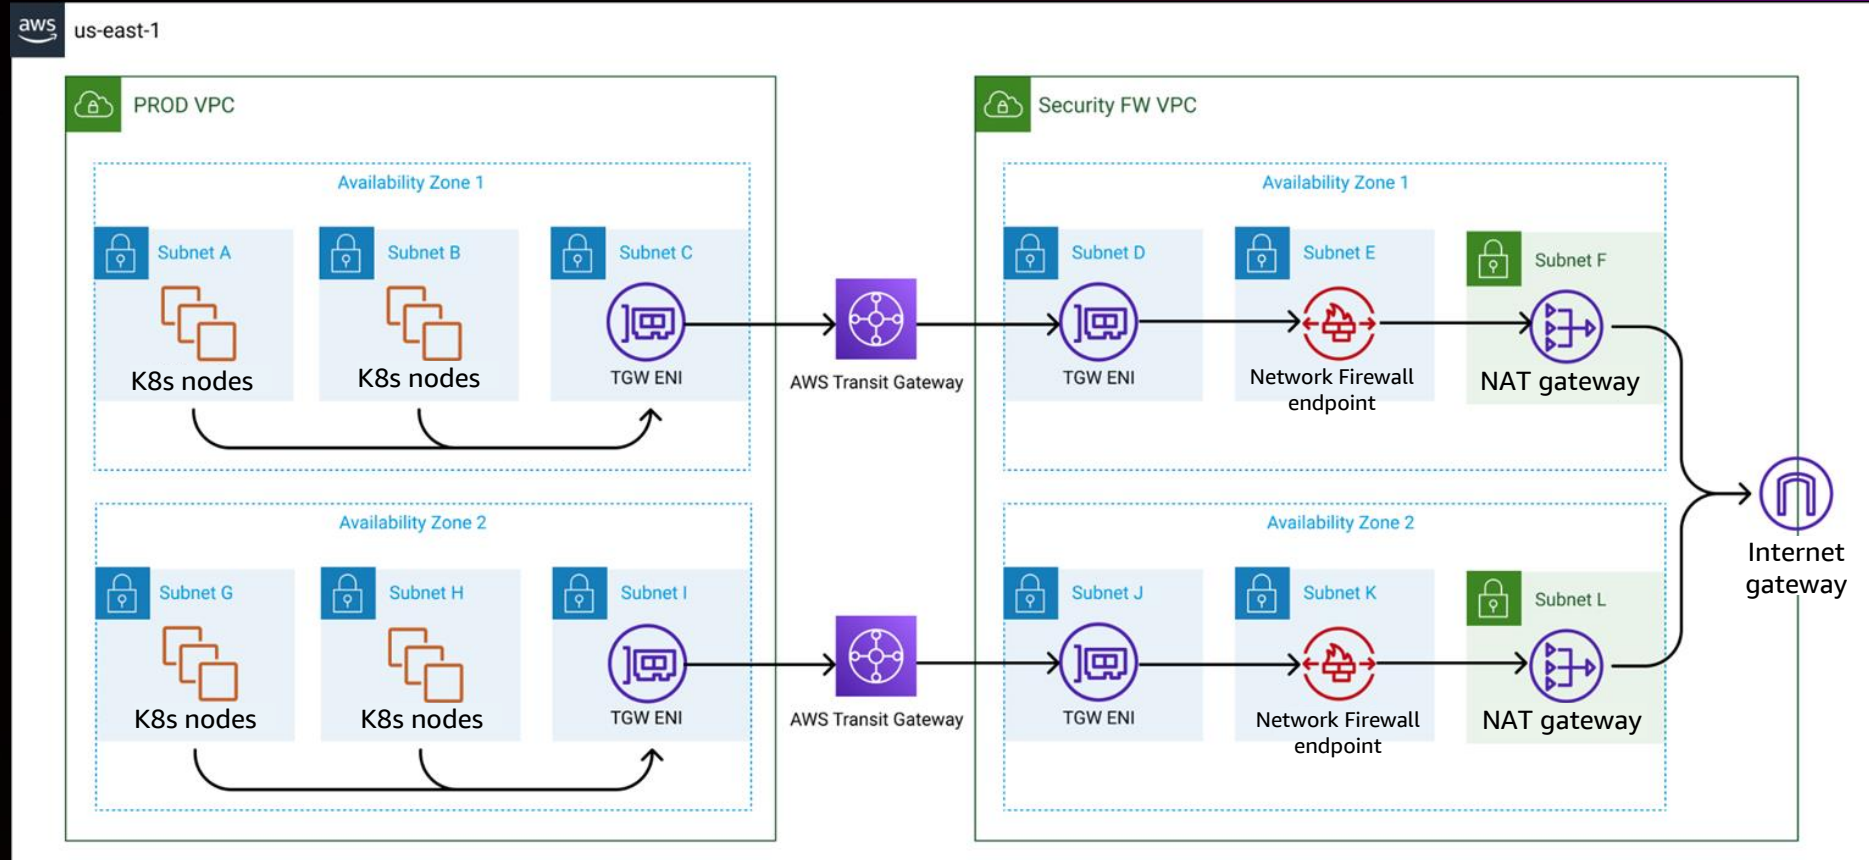 aws
us-east-1
PROD VPC
Availability Zone 1
Subnet A
K8s nodes
Subnet B
K8s nodes
Subnet C
TGW ENI
Availability Zone 2
Subnet G
K8s nodes
Subnet H
K8s nodes
Subnet I
TGW ENI
AWS Transit Gateway
AWS Transit Gateway
Security FW VPC
Availability Zone 1
Subnet D
TGW ENI
Subnet E
Network Firewall
endpoint
Subnet F
NAT gateway
Availability Zone 2
Subnet J
TGW ENI
Subnet K
Network Firewall
endpoint
Subnet L
NAT gateway
Internet
gateway